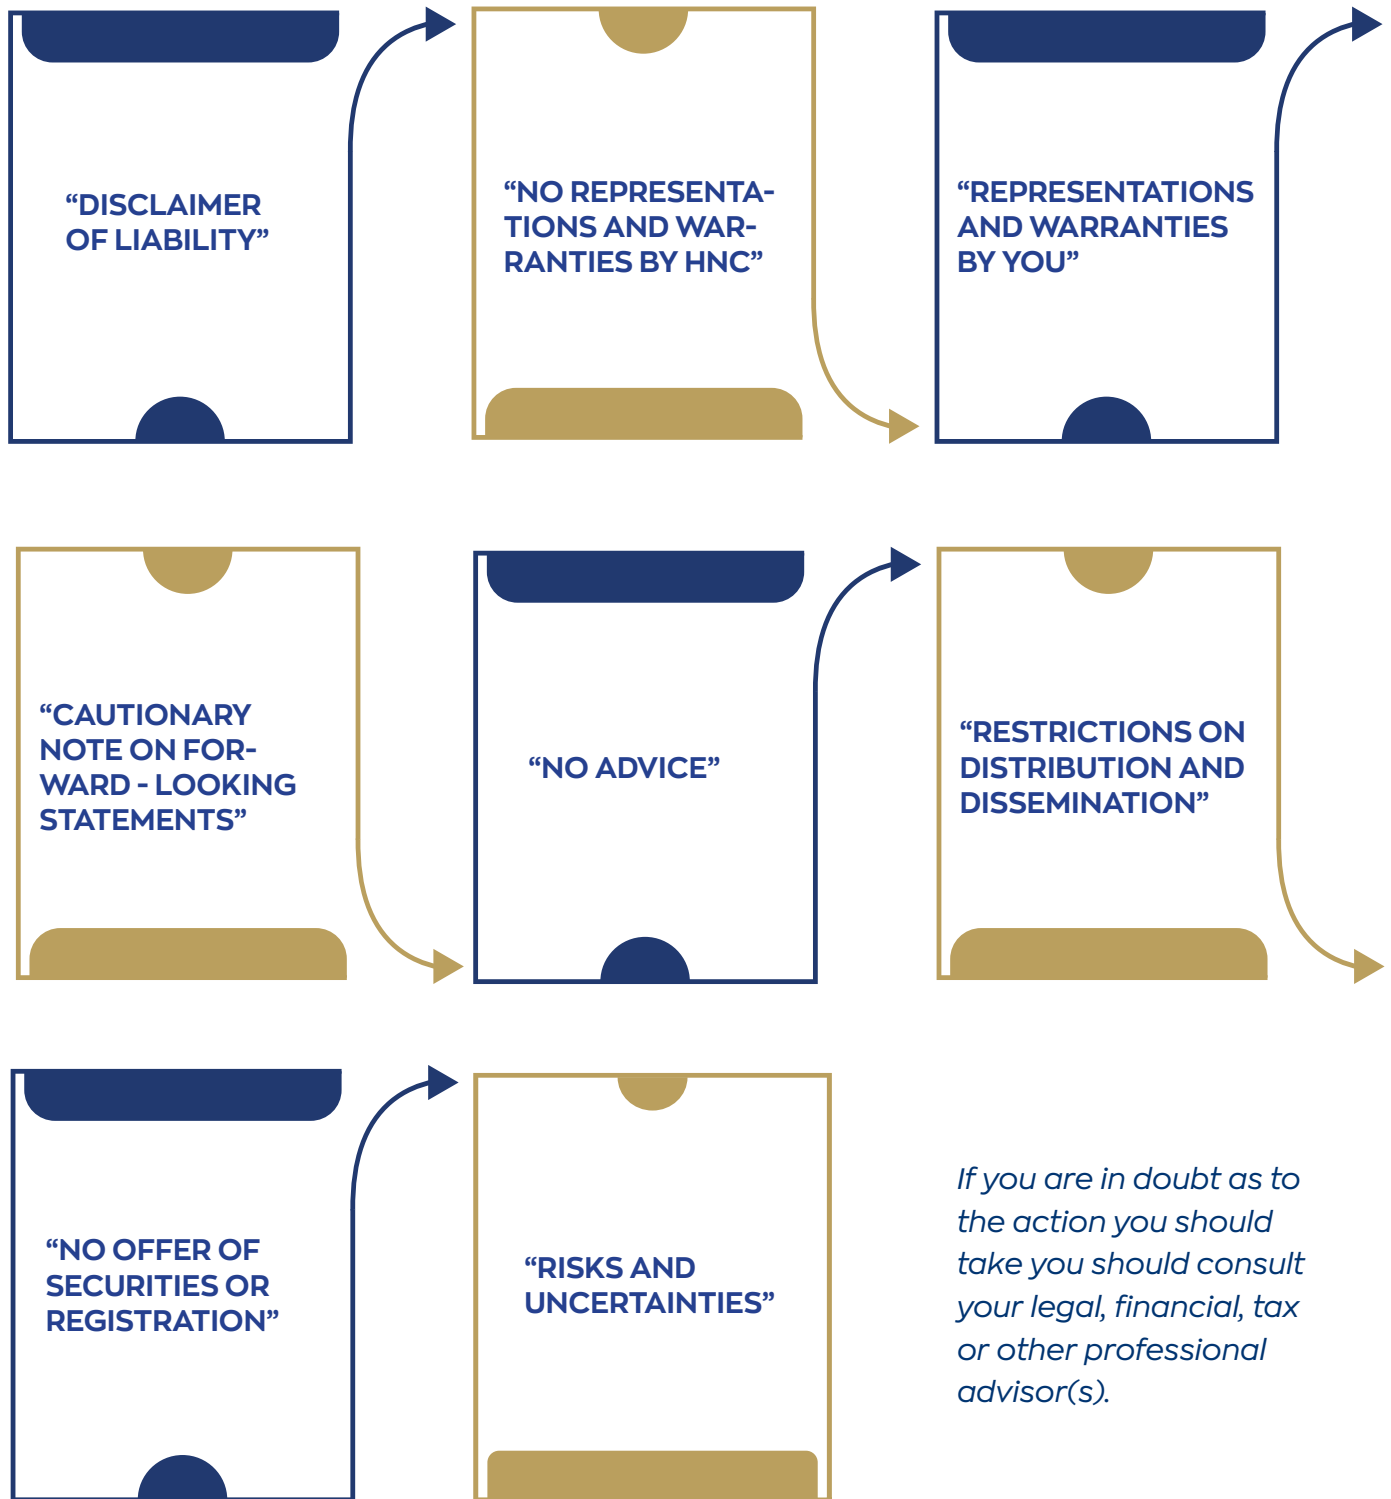 “DISCLAIMER
OF LIABILITY”
“NO REPRESENTA-
TIONS AND WAR-
RANTIES BY HNC”
“REPRESENTATIONS
AND WARRANTIES
BY YOU”
“CAUTIONARY
NOTE ON FOR-
WARD - LOOKING
STATEMENTS”
“NO ADVICE”
“RESTRICTIONS ON
DISTRIBUTION AND
DISSEMINATION”
“NO OFFER OF
SECURITIES OR
REGISTRATION”
“RISKS AND
UNCERTAINTIES”
If you are in doubt as to
the action you should
take you should consult
your legal, financial, tax
or other professional
advisor(s).